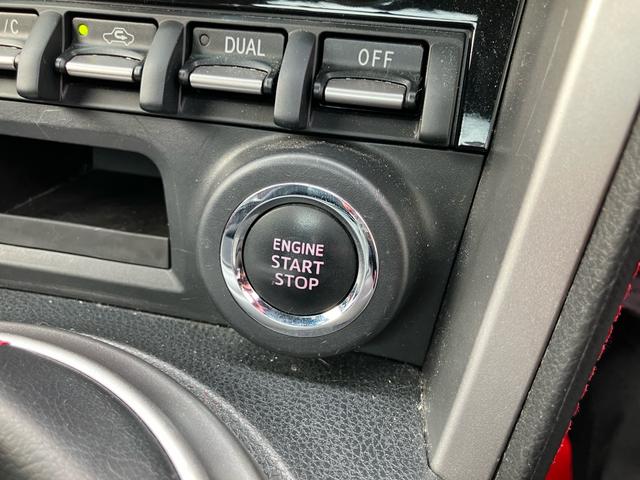 /C
DUAL
OFF
ENGINE
START
STOP